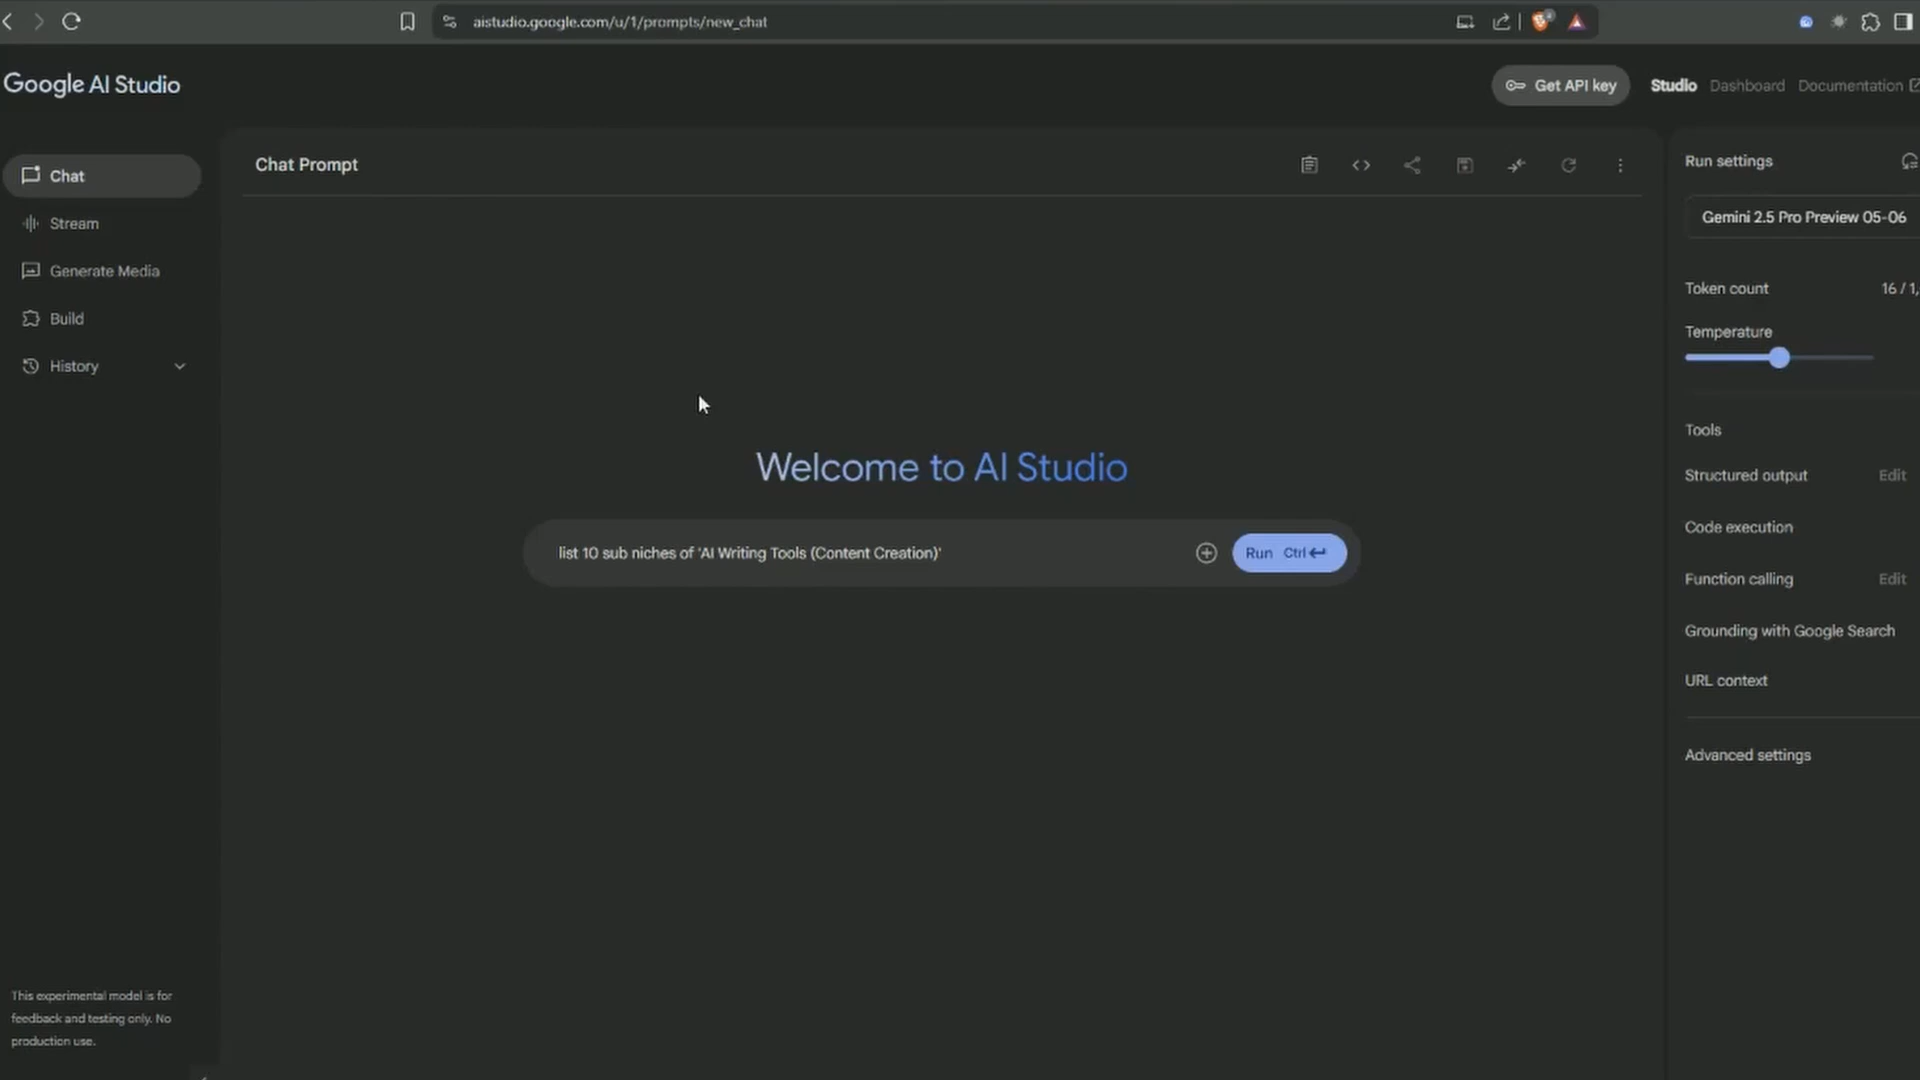 aistudio.google.com/u/1/prompts/new_chat
Google AI Studio
Get API key
Studio
Dashboard
Documentation
Chat
Stream
Generate Media
Build
History
Chat Prompt
Welcome to AI Studio
list 10 sub niches of 'AI Writing Tools (Content Creation)'
Run Ctrl
Run settings
Gemini 2.5 Pro Preview 05-06
Token count 16 / 1,
Temperature
Tools
Structured output Edit
Code execution
Function calling Edit
Grounding with Google Search
URL context
Advanced settings
This experimental model is for
feedback and testing only. No
production use.